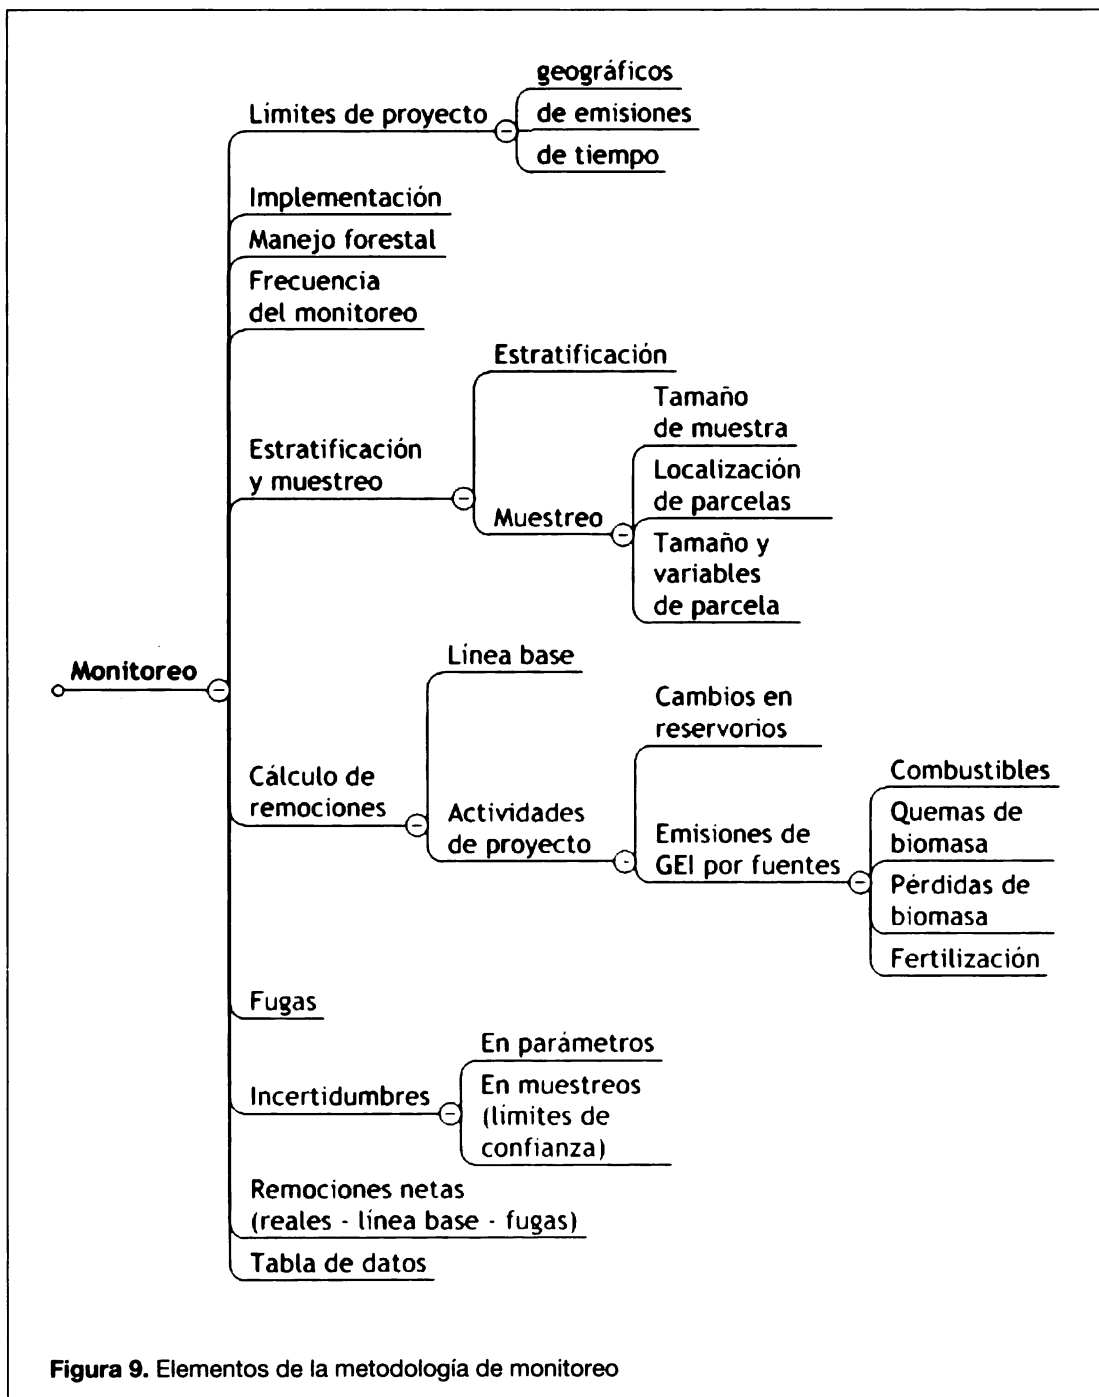 geográficos
Límites de proyecto
de emisiones
de tiempo
Implementación
Manejo forestal
Frecuencia
del monitoreo
Estratificación
Tamaño
de muestra
Estratificación
y muestreo
Localización
de parcelas
Muestreo
Tamaño y
variables
de parcela
Monitoreo
Línea base
Cambios en
reservorios
Cálculo de
remociones
Actividades
de proyecto
Emisiones de
GEI por fuentes
Combustibles
Quemas de
biomasa
Pérdidas de
biomasa
Fertilización
Fugas
En parámetros
Incertidumbres
En muestreos
(límites de
confianza)
Remociones netas
(reales - línea base - fugas)
Tabla de datos
Figura 9. Elementos de la metodología de monitoreo